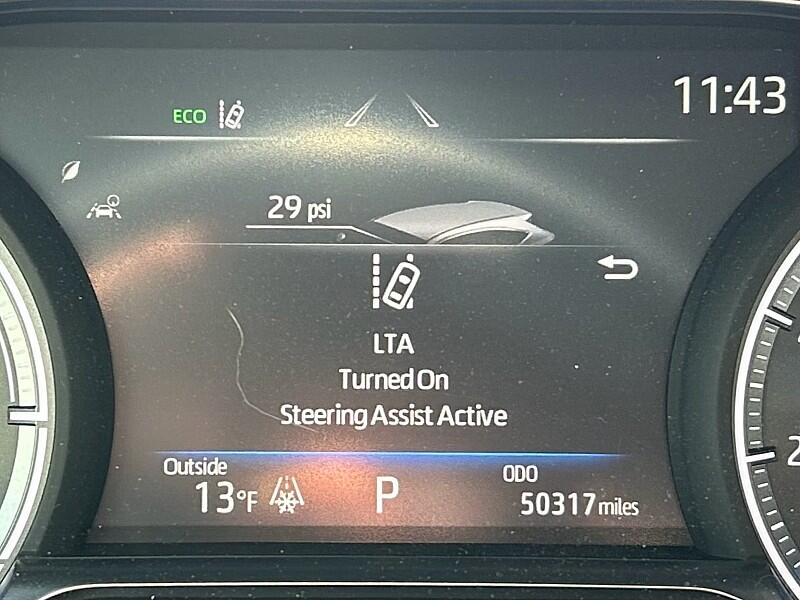 ECO
11:43
29 psi
LTA
Turned On
Steering Assist Active
Outside
13°F
P
ODO
50317 miles